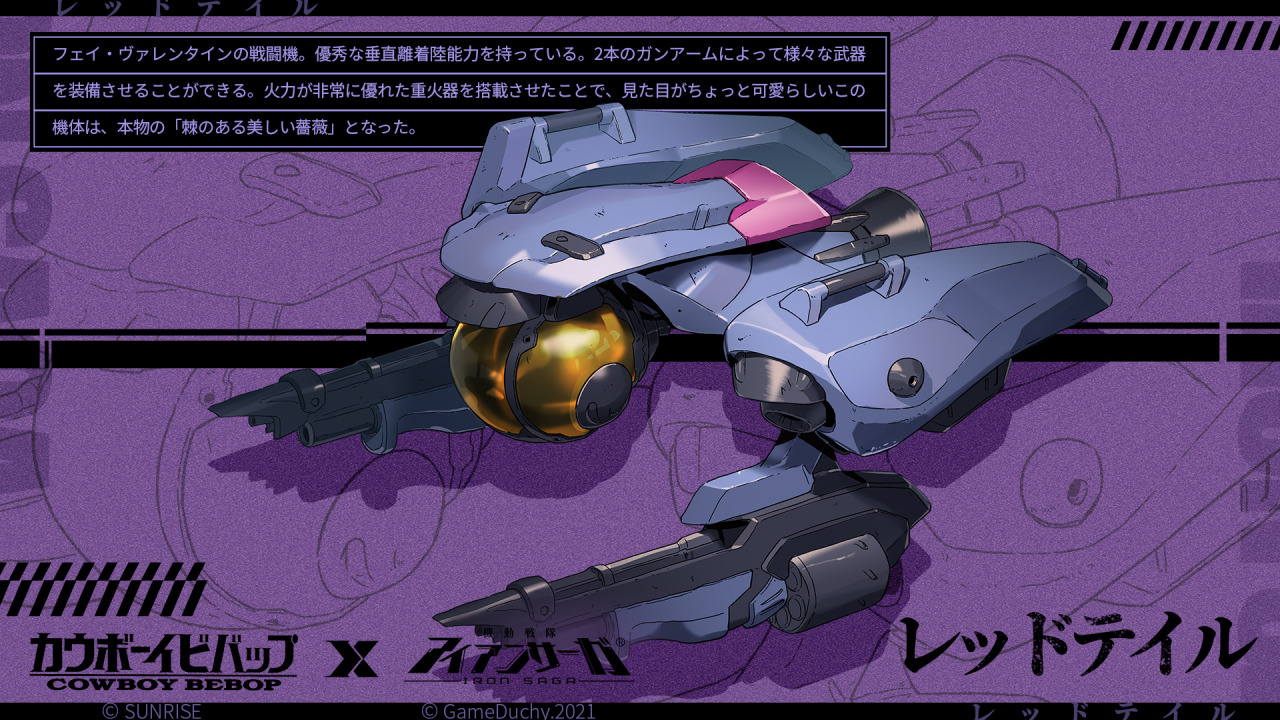 レッドテイル
フェイ・ヴァレンタインの戦闘機。優秀な垂直離着陸能力を持っている。2本のガンアームによって様々な武器
を装備させることができる。火力が非常に優れた重火器を搭載させたことで、見た目がちょっと可愛らしいこの
機体は、本物の「棘のある美しい薔薇」となった。
カウボーイビバップ
COWBOY BEBOP
X
機動戦隊
アイアンサーガ®
IRON SAGA
レッドテイル
© SUNRISE
© GameDuchy.2021
レッドテイル